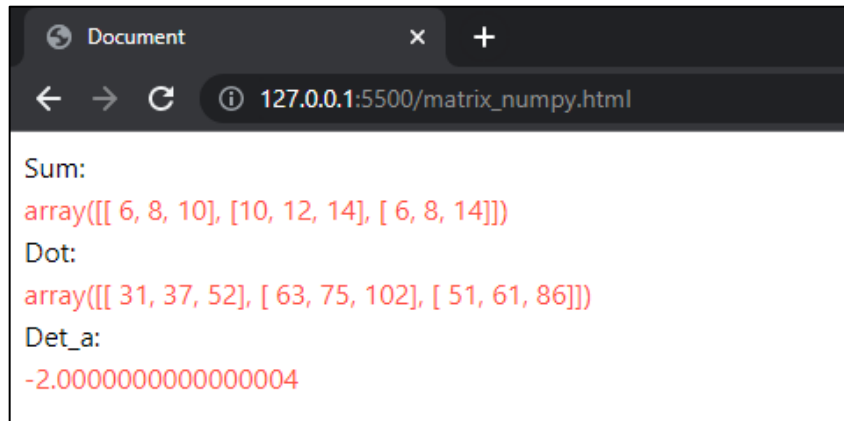 Document
127.0.0.1:5500/matrix_numpy.html
Sum:
array([[ 6, 8, 10], [10, 12, 14], [ 6, 8, 14]])
Dot:
array([[ 31, 37, 52], [ 63, 75, 102], [ 51, 61, 86]])
Det_a:
-2.0000000000000004